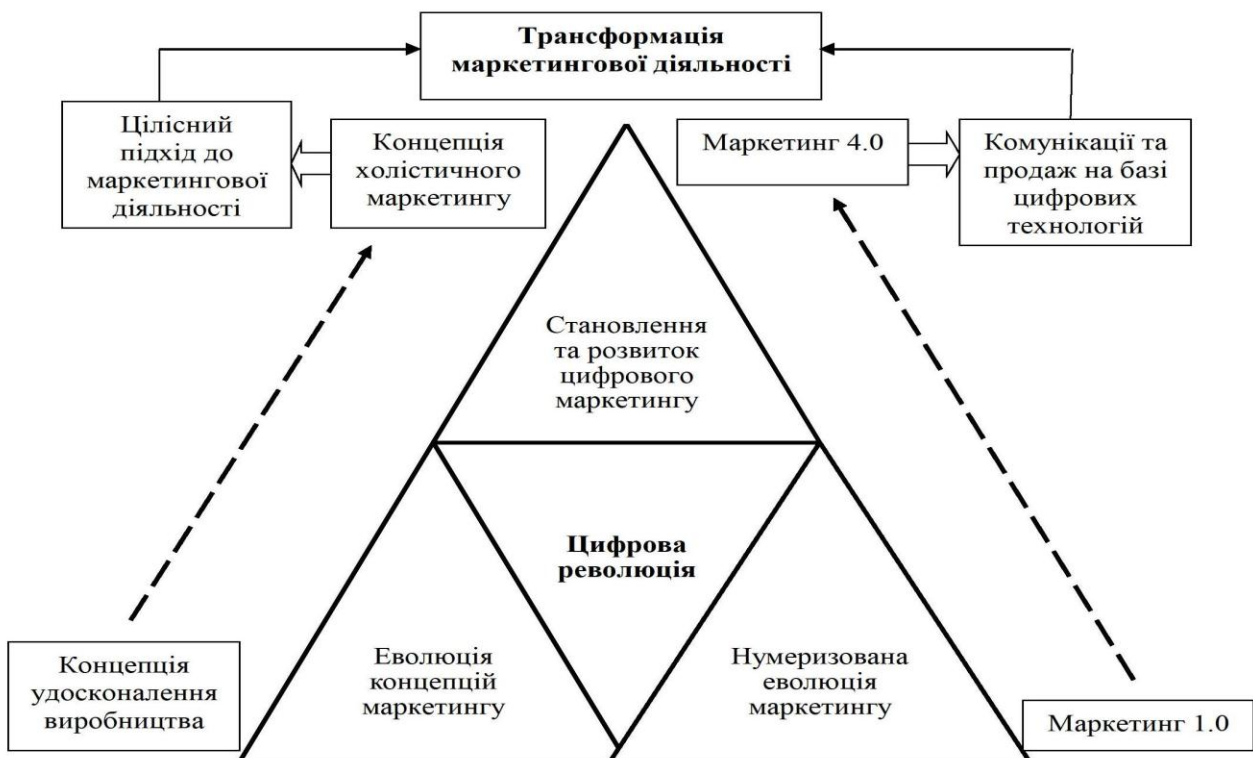 Трансформація
маркетингової діяльності
Цілісний
підхід до
маркетингової
діяльності
Концепція
холістичного
маркетингу
Маркетинг 4.0
Комунікації та
продаж на базі
цифрових
технологій
Становлення
та розвиток
цифрового
маркетингу
Цифрова
революція
Концепція
удосконалення
виробництва
Еволюція
концепцій
маркетингу
Нумеризована
еволюція
маркетингу
Маркетинг 1.0